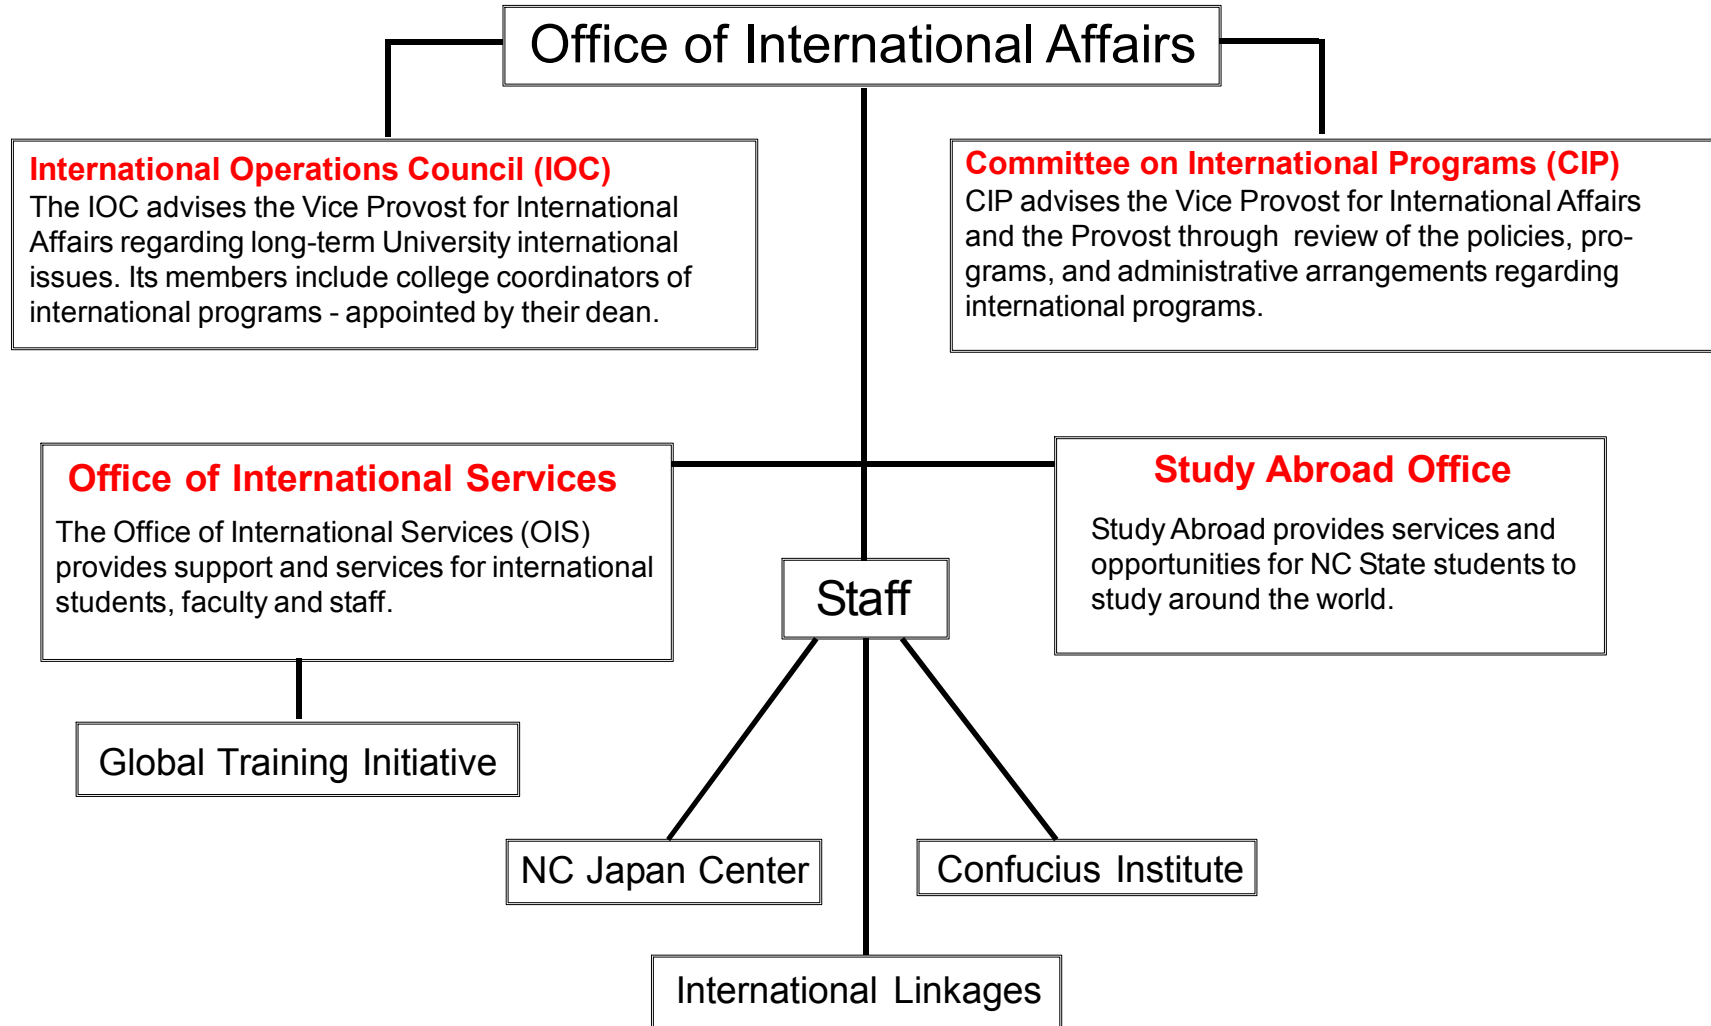 Office of International Affairs
International Operations Council (IOC)
The IOC advises the Vice Provost for International
Affairs regarding long-term University international
issues. Its members include college coordinators of
international programs - appointed by their dean.
Committee on International Programs (CIP)
CIP advises the Vice Provost for International Affairs
and the Provost through review of the policies, pro-
grams, and administrative arrangements regarding
international programs.
Office of International Services
The Office of International Services (OIS)
provides support and services for international
students, faculty and staff.
Study Abroad Office
Study Abroad provides services and
opportunities for NC State students to
study around the world.
Staff
Global Training Initiative
NC Japan Center
Confucius Institute
International Linkages